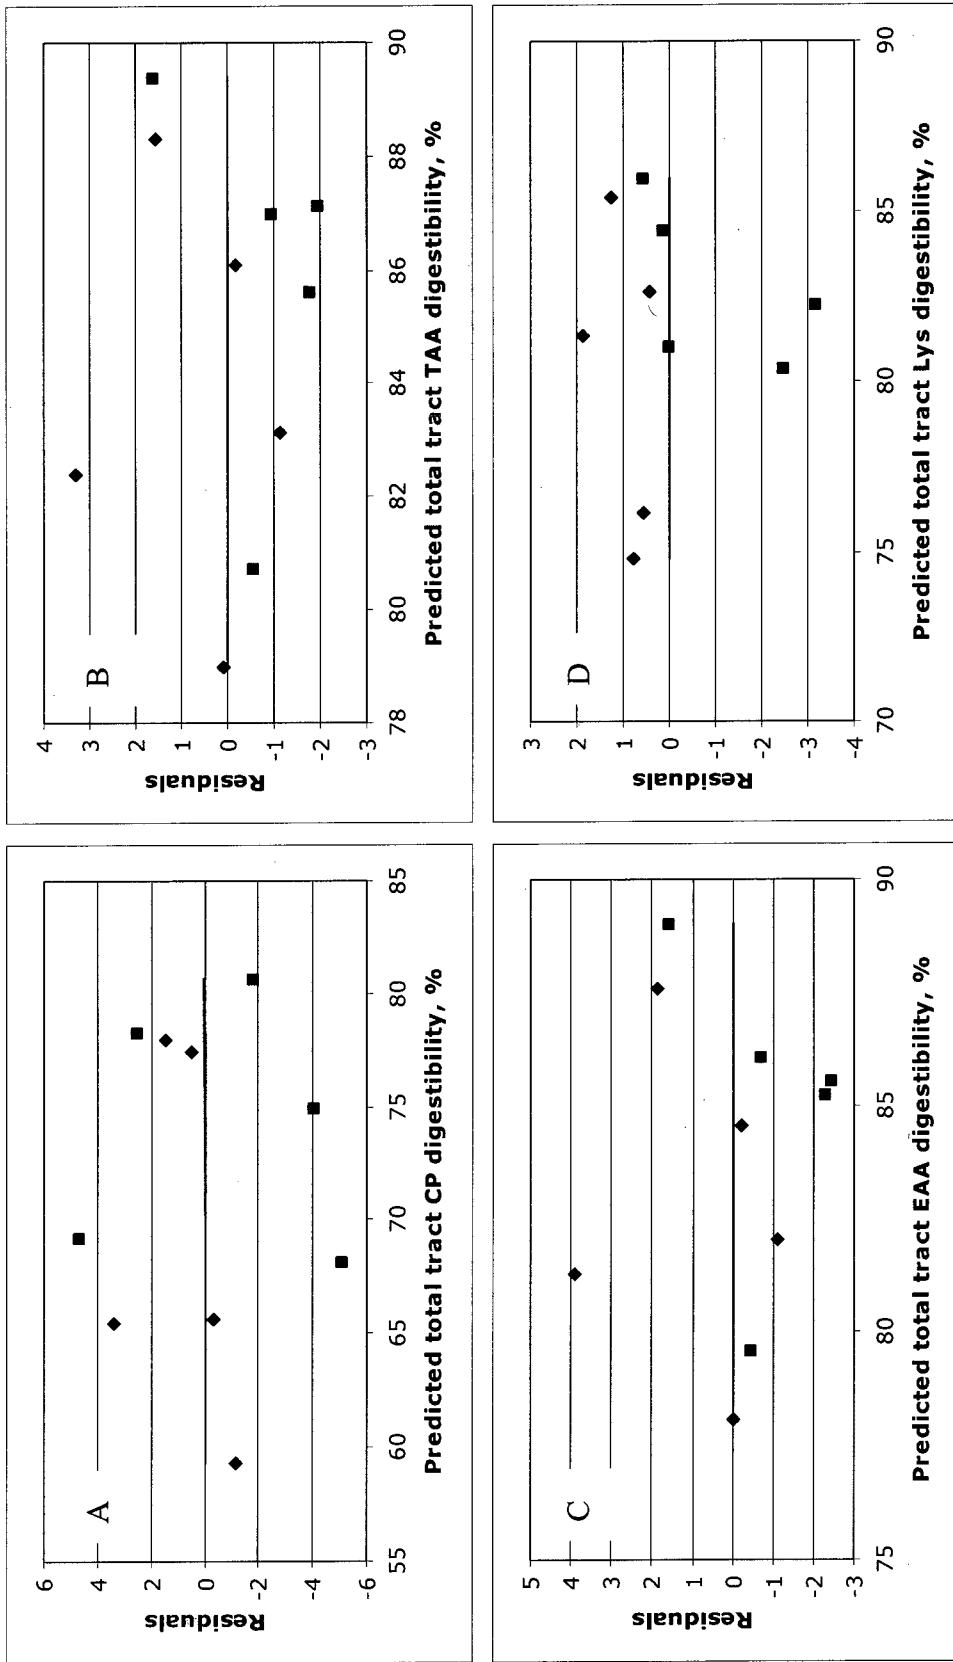 A
6
4
2
0
-2
-4
-6
Residuals
55 60 65 70 75 80 85
Predicted total tract CP digestibility, %
B
4
3
2
1
0
-1
-2
-3
Residuals
78 80 82 84 86 88 90
Predicted total tract TAA digestibility, %
C
5
4
3
2
1
0
-1
-2
-3
Residuals
75 80 85 90
Predicted total tract EAA digestibility, %
D
3
2
1
0
-1
-2
-3
-4
Residuals
70 75 80 85 90
Predicted total tract Lys digestibility, %